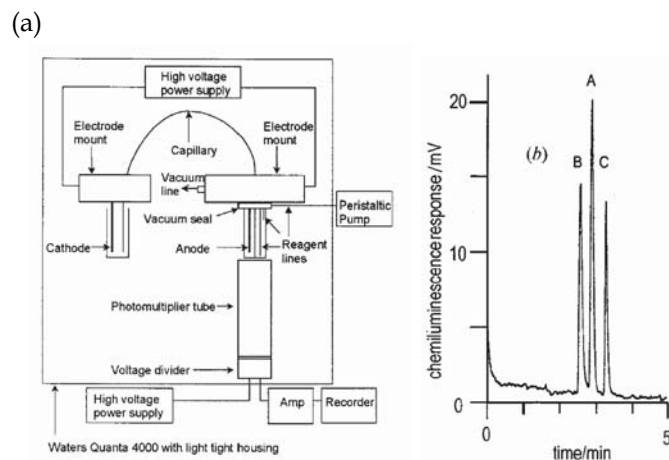 (a)
High voltage
power supply
Electrode
mount
Electrode
mount
Capillary
Vacuum
line
Vacuum seal
Peristaltic
Pump
Cathode
Anode
Reagent
lines
Photomultiplier tube
Voltage divider
High voltage
power supply
Amp
Recorder
Waters Quanta 4000 with light tight housing
chemiluminescence response/mV
20
10
0
(b)
B
A
C
0
5
time/min